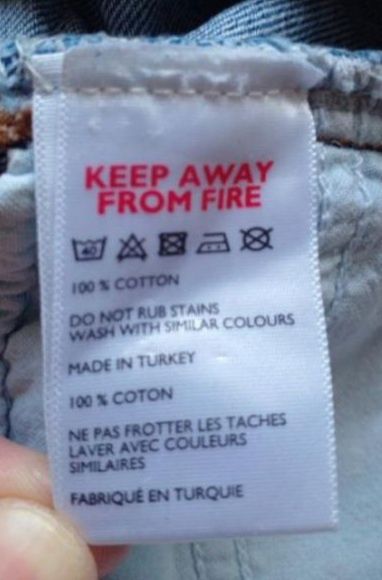 KEEP AWAY
FROM FIRE
40
100 % COTTON
DO NOT RUB STAINS
WASH WITH SIMILAR COLOURS
MADE IN TURKEY
100 % COTON
NE PAS FROTTER LES TACHES
LAVER AVEC COULEURS
SIMILAIRES
FABRIQUÉ EN TURQUIE